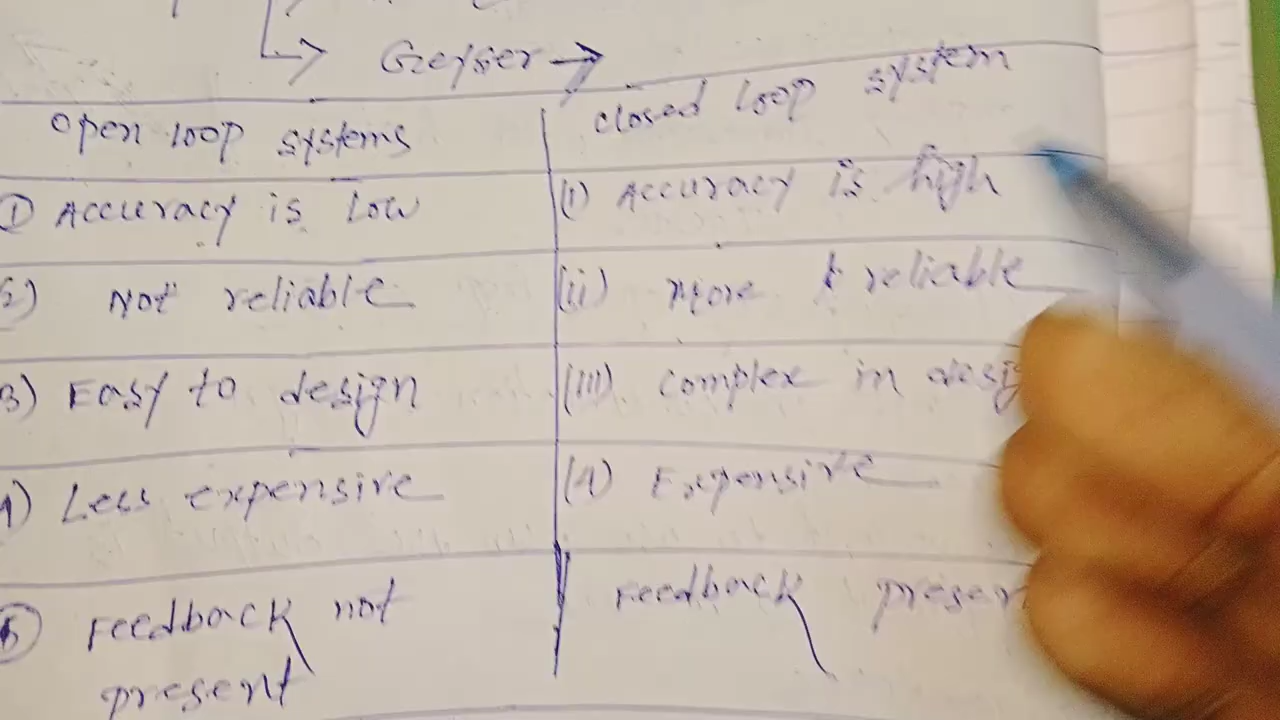 Geyser →
Open loop systems
closed loop system
① Accuracy is Low
(1) Accuracy is high
2) Not reliable
(ii) More reliable
3) Easy to design
(III) complex in desig
4) Less expensive
(4) Expensive
⑤ Feedback not
present
Feedback presen